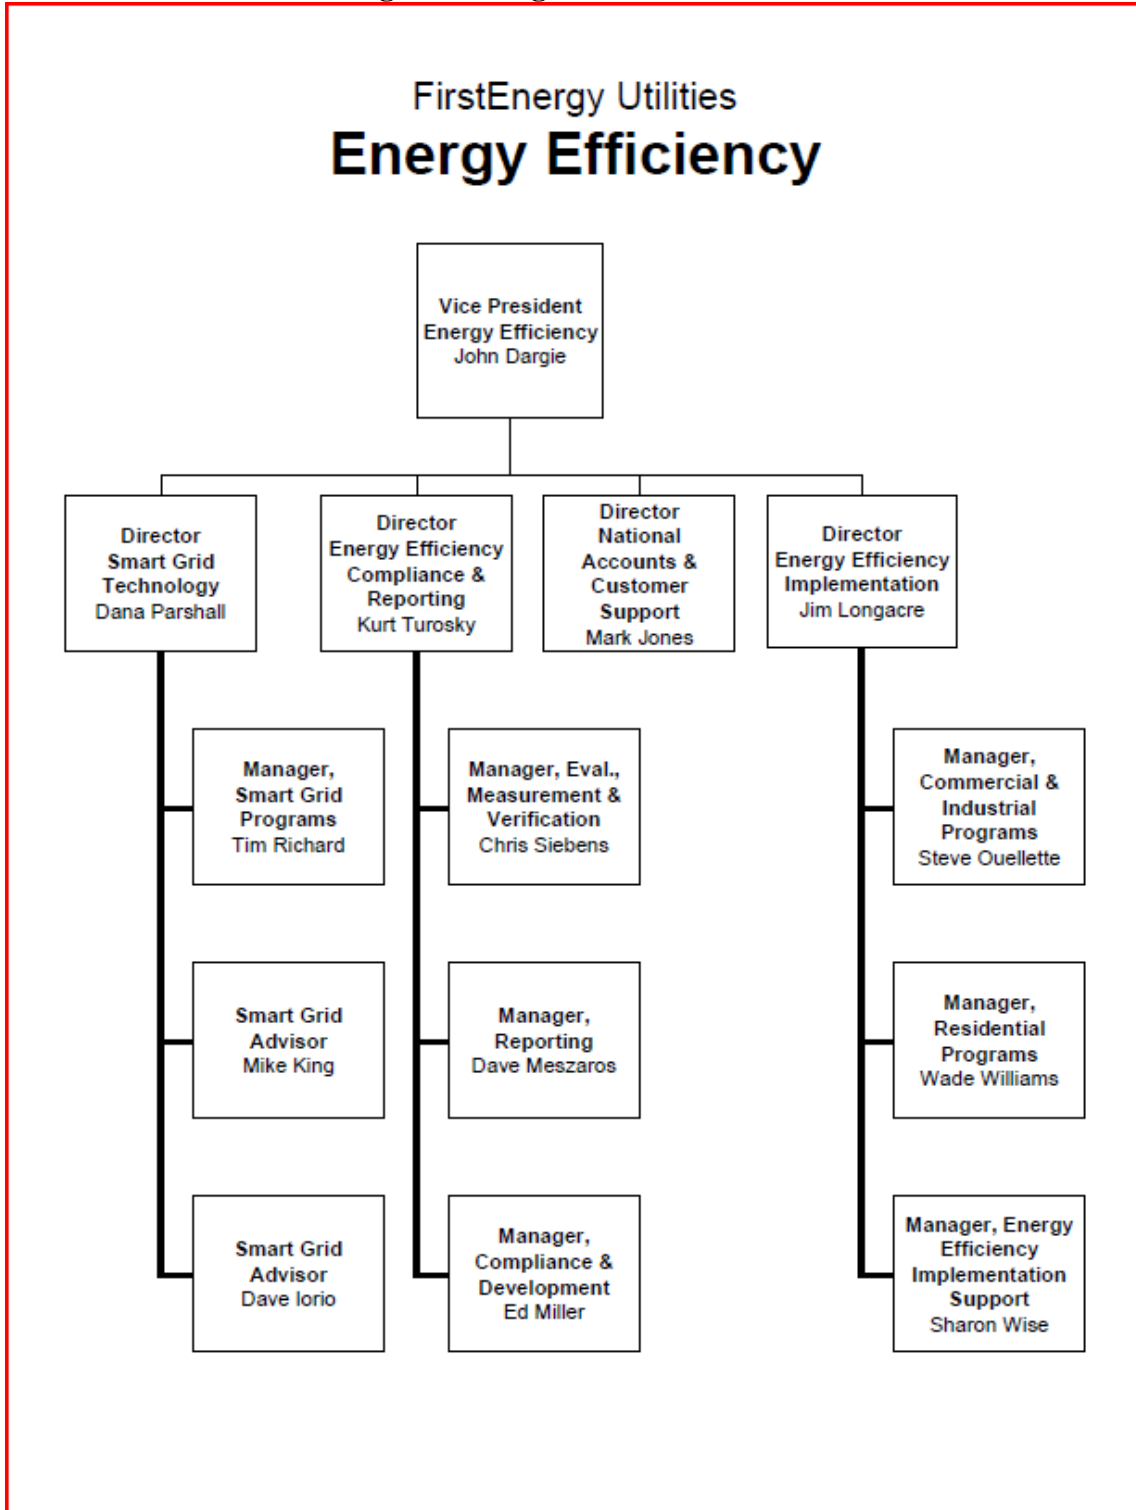 FirstEnergy Utilities
Energy Efficiency
Vice President
Energy Efficiency
John Dargie
Director
Smart Grid
Technology
Dana Parshall
Director
Energy Efficiency
Compliance &
Reporting
Kurt Turosky
Director
National
Accounts &
Customer
Support
Mark Jones
Director
Energy Efficiency
Implementation
Jim Longacre
Manager,
Smart Grid
Programs
Tim Richard
Manager, Eval.,
Measurement &
Verification
Chris Siebens
Manager,
Commercial &
Industrial
Programs
Steve Ouellette
Smart Grid
Advisor
Mike King
Manager,
Reporting
Dave Meszaros
Manager,
Residential
Programs
Wade Williams
Smart Grid
Advisor
Dave Iorio
Manager,
Compliance &
Development
Ed Miller
Manager, Energy
Efficiency
Implementation
Support
Sharon Wise